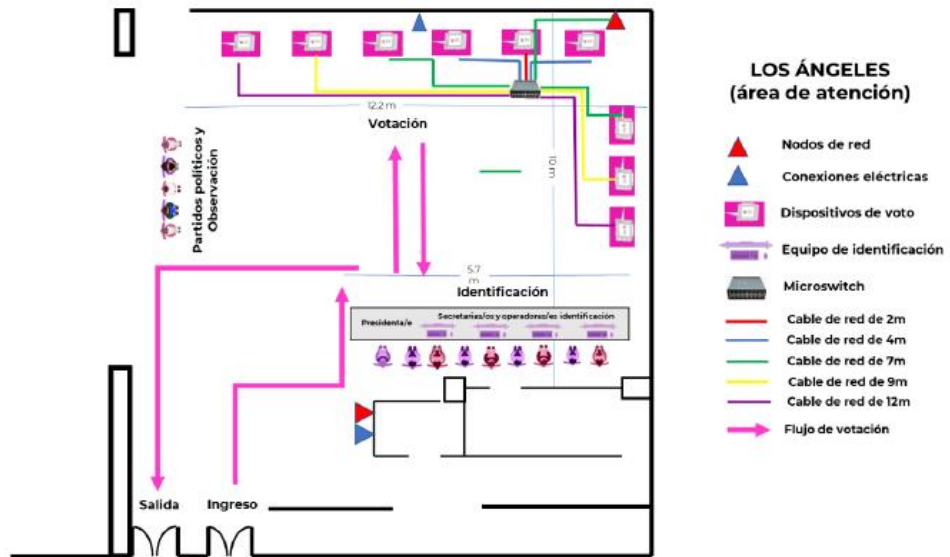 12.2 m
Votación
10 m
Partidos políticos y
Observación
5.7
m
Identificación
Presidenta/e
Secretarias/os y operadoras/es identificación
Salida
Ingreso
LOS ÁNGELES
(área de atención)
Nodos de red
Conexiones eléctricas
Dispositivos de voto
Equipo de identificación
Microswitch
Cable de red de 2m
Cable de red de 4m
Cable de red de 7m
Cable de red de 9m
Cable de red de 12m
Flujo de votación